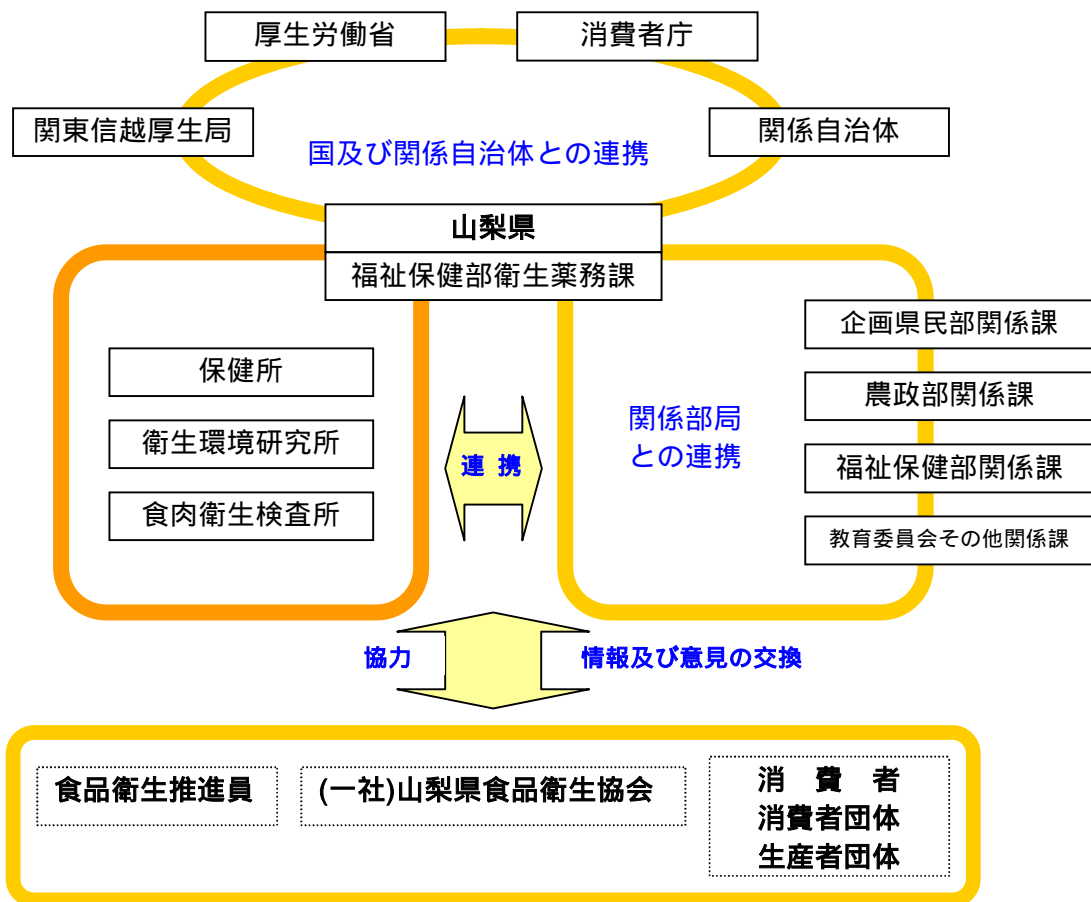 厚生労働省
消費者庁
関東信越厚生局
関係自治体
国及び関係自治体との連携
山梨県
福祉保健部衛生薬務課
保健所
衛生環境研究所
食肉衛生検査所
連 携
関係部局
との連携
企画県民部関係課
農政部関係課
福祉保健部関係課
教育委員会その他関係課
協力
情報及び意見の交換
食品衛生推進員
(一社)山梨県食品衛生協会
消 費 者
消費者団体
生産者団体